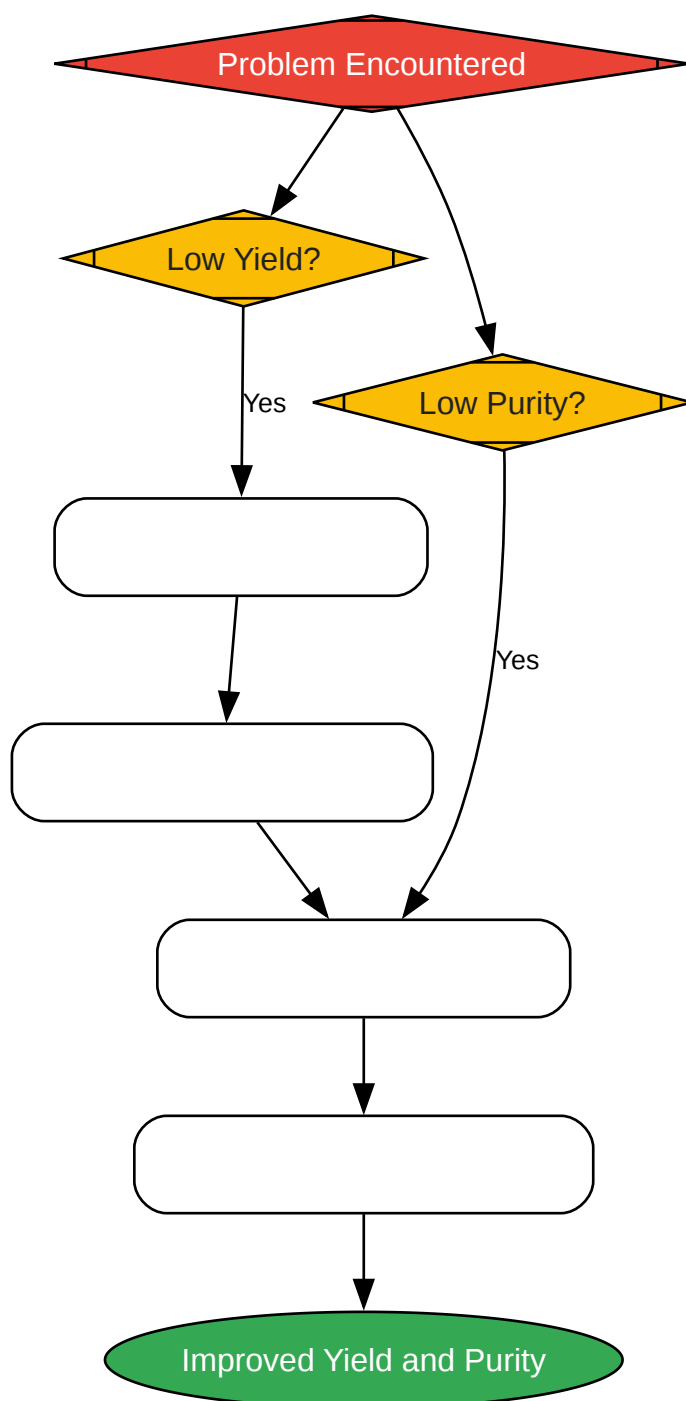 Problem Encountered
Low Yield?
Yes
Low Purity?
Yes
Improved Yield and Purity